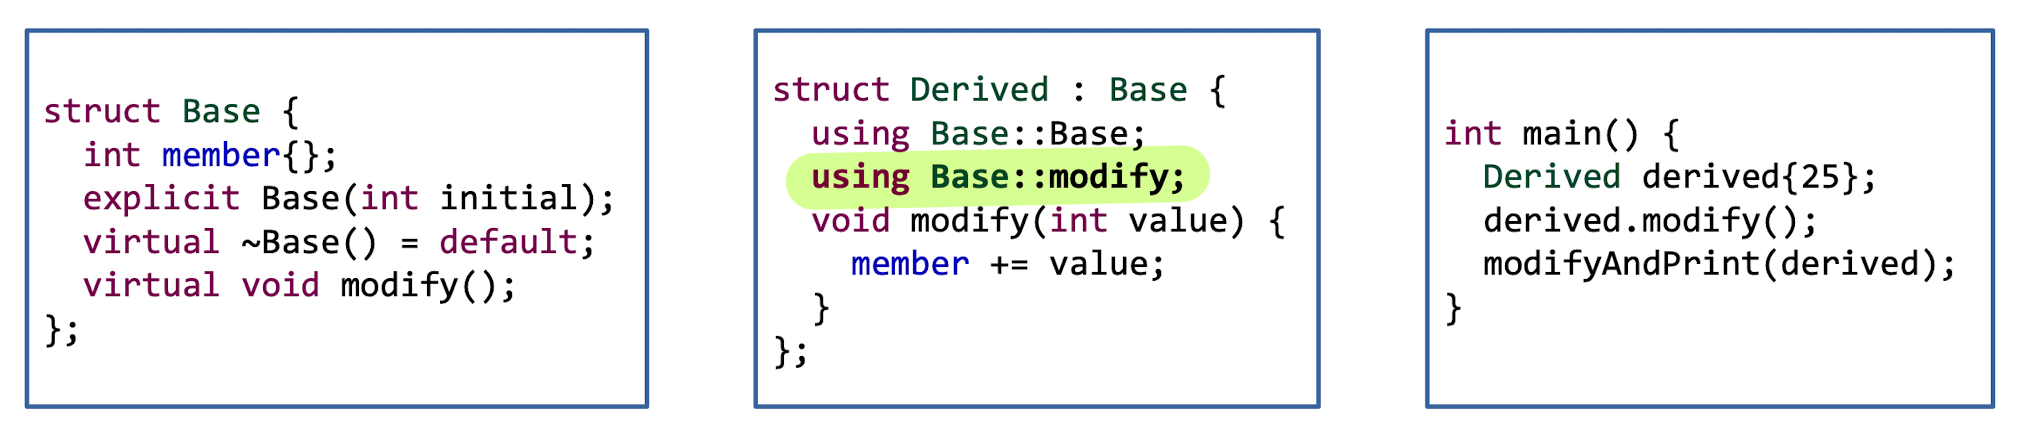 struct Base {
  int member{};
  explicit Base(int initial);
  virtual ~Base() = default;
  virtual void modify();
};
struct Derived : Base {
  using Base::Base;
  using Base::modify;
  void modify(int value) {
    member += value;
  }
};
int main() {
  Derived derived{25};
  derived.modify();
  modifyAndPrint(derived);
}